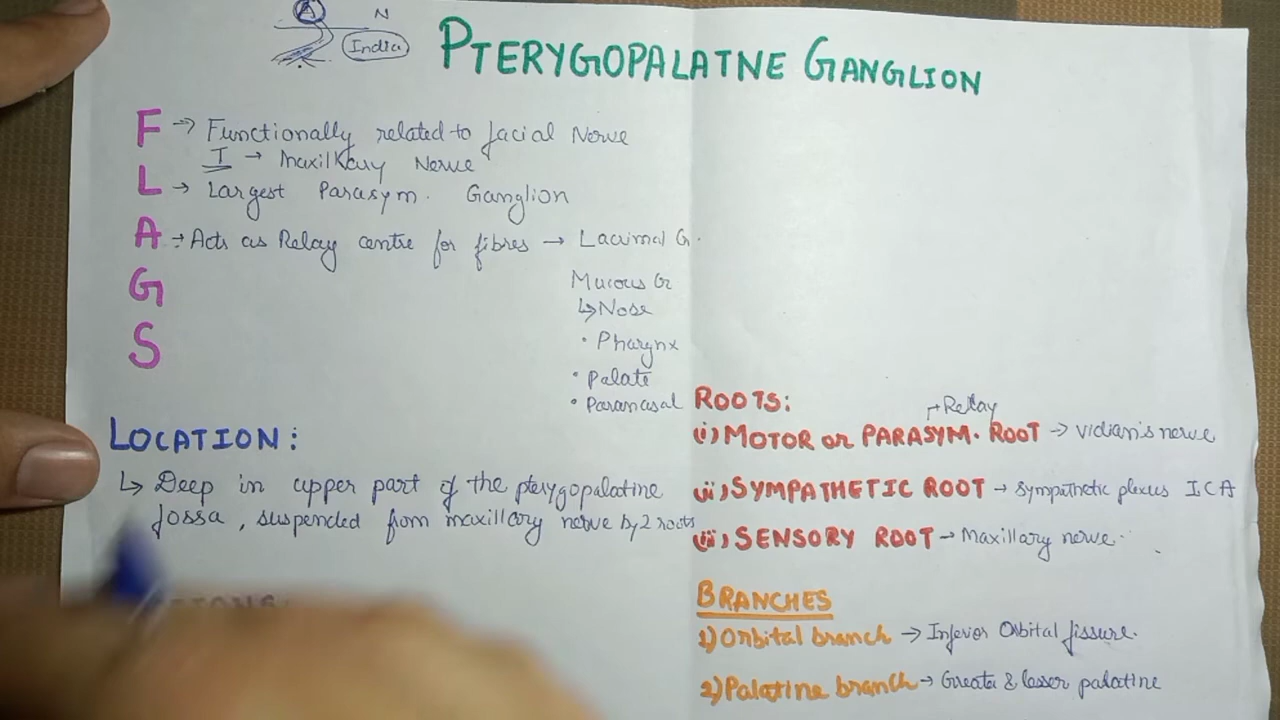 A N
India
PTERYGOPALATNE GANGLION
F → Functionally related to facial Nerve
I → Maxillary Nerve
L → Largest Parasym. Ganglion
A → Acts as Relay centre for fibres → Lacrimal G.
G
Mucous Gr
↳ Nose
S
• Pharynx
• Palate
• Paranasal
LOCATION:
↳ Deep in upper part of the pterygopalatine
fossa, suspended from maxillary nerve by 2 roots
ROOTS:
Relay
(i) MOTOR or PARASYM. ROOT → vidian's nerve
(ii) SYMPATHETIC ROOT → Sympathetic plexus ICA
(iii) SENSORY ROOT → Maxillary nerve.
BRANCHES
1) Orbital branch → Inferior Orbital fissure.
2) Palatine branch → Greater & lesser palatine